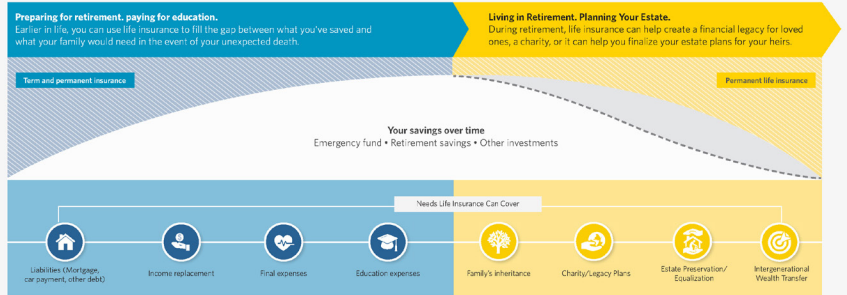 Preparing for retirement. paying for education.
Earlier in life, you can use life insurance to fill the gap between what you've saved and
what your family would need in the event of your unexpected death.
Living in Retirement. Planning Your Estate.
During retirement, life insurance can help create a financial legacy for loved
ones, a charity, or it can help you finalize your estate plans for your heirs.
Term and permanent insurance
Permanent life insurance
Your savings over time
Emergency fund • Retirement savings • Other investments
Needs Life Insurance Can Cover
Liabilities (Mortgage,
car payment, other debt)
Income replacement
Final expenses
Education expenses
Family's inheritance
Charity/Legacy Plans
Estate Preservation/
Equalization
Intergenerational
Wealth Transfer